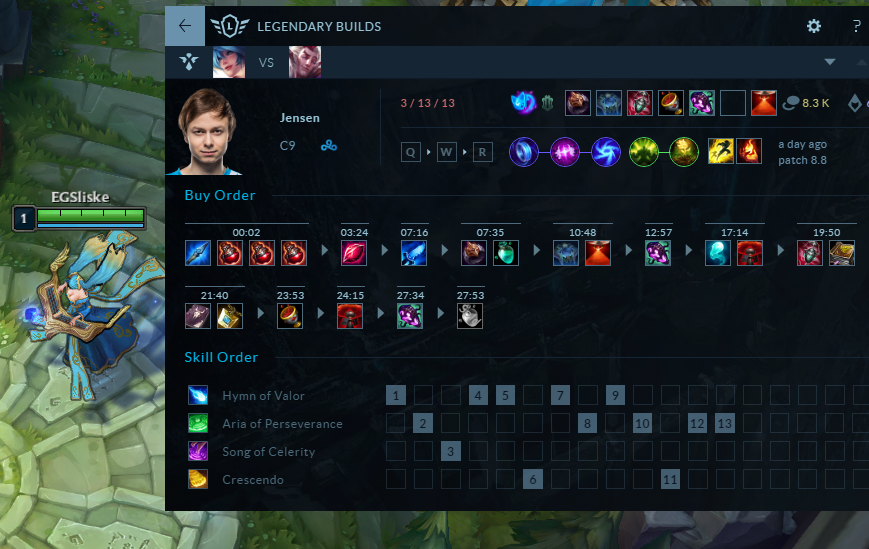 LEGENDARY BUILDS
?
VS
Jensen
C9
3 / 13 / 13
8.3 K
Q W R
a day ago
patch 8.8
EGSliske
1
Buy Order
00:02 03:24 07:16 07:35 10:48 12:57 17:14 19:50
21:40 23:53 24:15 27:34 27:53
Skill Order
Hymn of Valor 1 4 5 7 9
Aria of Perseverance 2 8 10 12 13
Song of Celerity 3
Crescendo 6 11